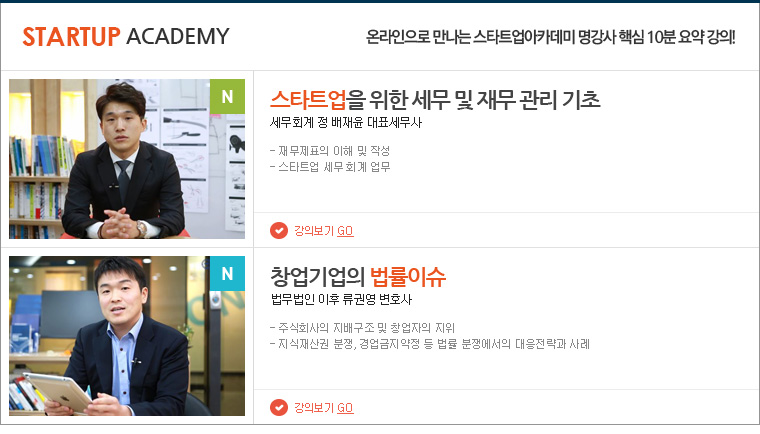 STARTUP ACADEMY
온라인으로 만나는 스타트업아카데미 명강사 핵심 10분 요약 강의!
N
스타트업을 위한 세무 및 재무 관리 기초
세무회계 정 배재윤 대표세무사
- 재무제표의 이해 및 작성
- 스타트업 세무 회계 업무
강의보기 GO
N
창업기업의 법률이슈
법무법인 이후 류권영 변호사
- 주식회사의 지배구조 및 창업자의 지위
- 지식재산권 분쟁, 경업금지약정 등 법률 분쟁에서의 대응전략과 사례
강의보기 GO